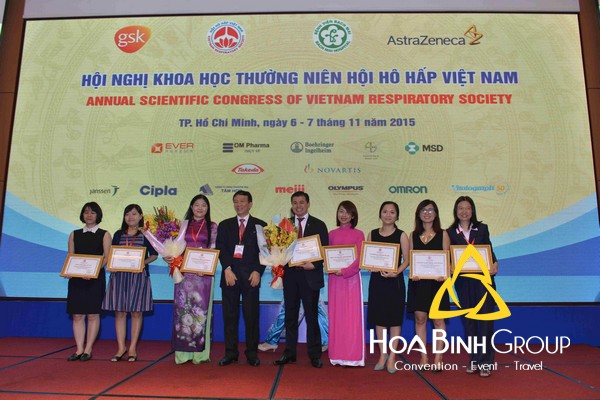 gsk
AstraZeneca
HỘI NGHỊ KHOA HỌC THƯỜNG NIÊN HỘI HÔ HẤP VIỆT NAM
ANNUAL SCIENTIFIC CONGRESS OF VIETNAM RESPIRATORY SOCIETY
TP. Hồ Chí Minh, ngày 6 - 7 tháng 11 năm 2015
EVER
OM Pharma
Boehringer
Ingelheim
MSD
Takeda
NOVARTIS
janssen
Cipla
meiji
OLYMPUS
OMRON
HOA BINH GROUP
Convention - Event - Travel